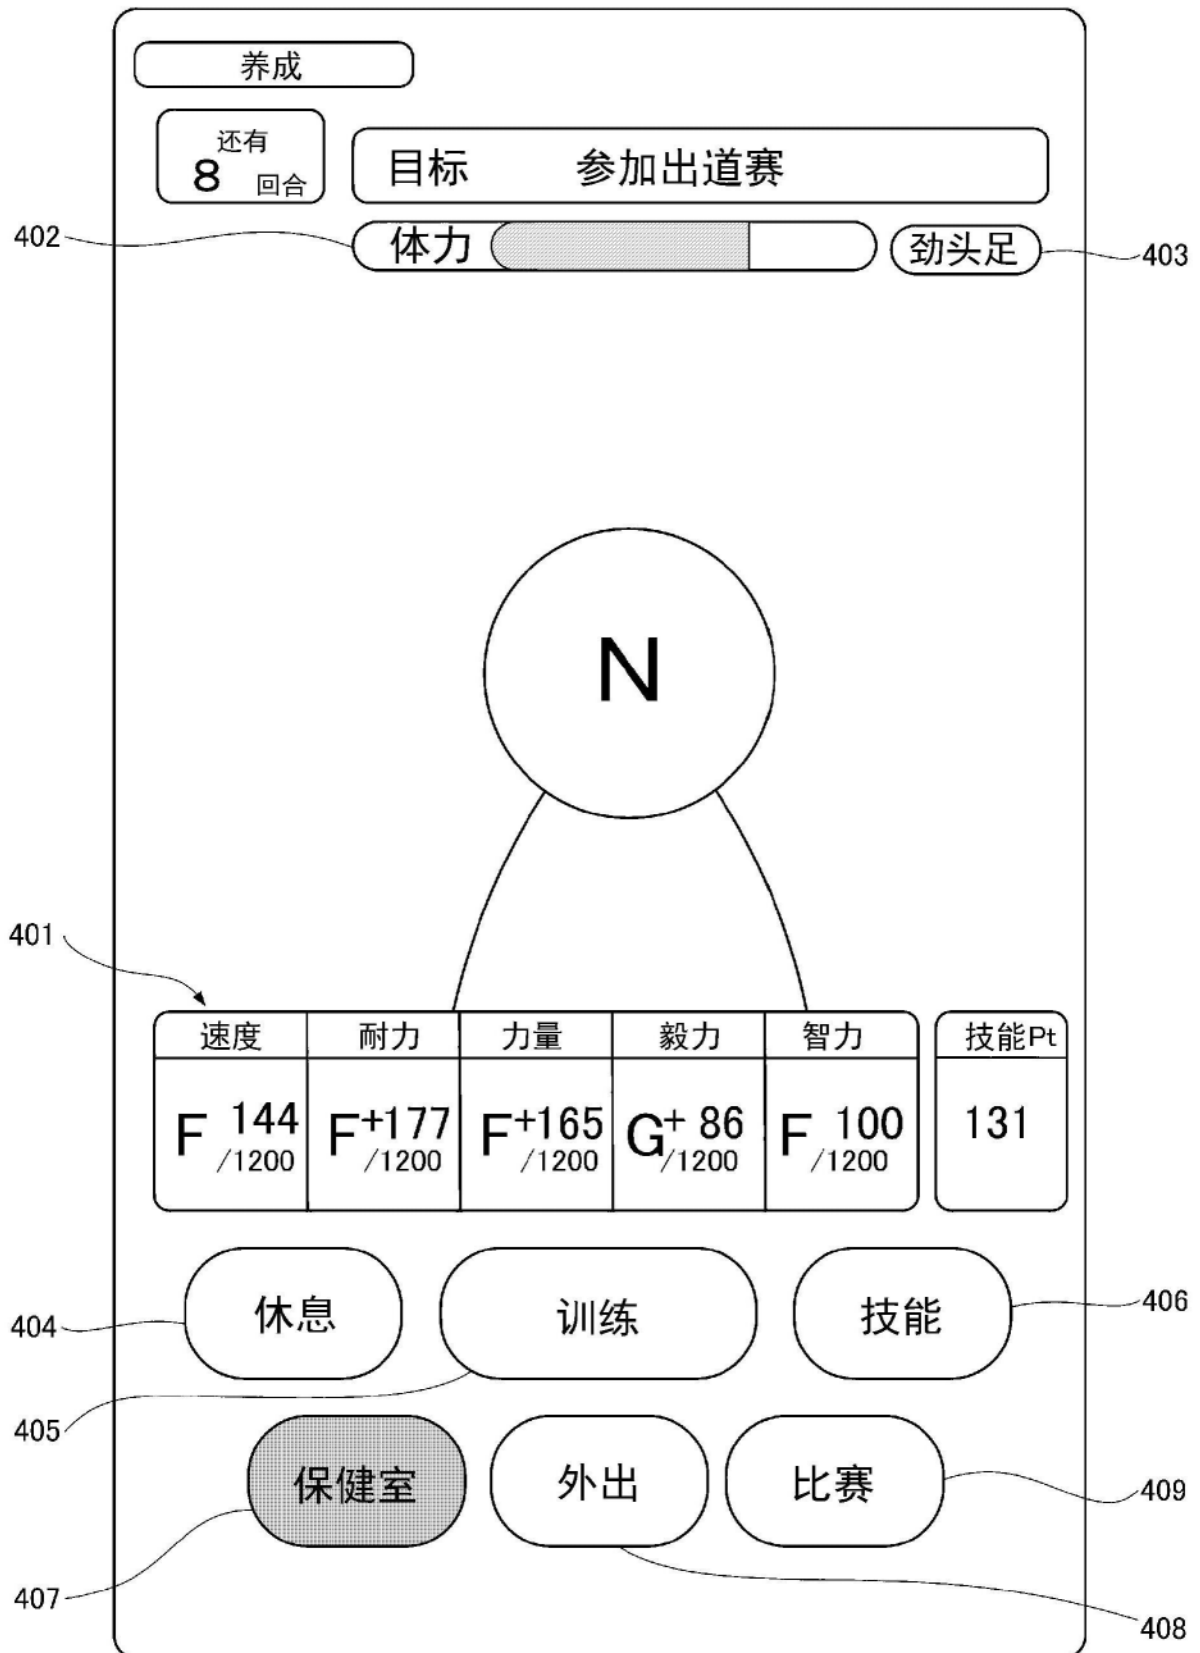 养成
还有
8 回合
目标 参加出道赛
402
体力
劲头足
403
N
401
速度 耐力 力量 毅力 智力 技能Pt
F 144 F+177 F+165 G+ 86 F 100 131
/1200 /1200 /1200 /1200 /1200
休息 训练 技能
404
406
405
保健室 外出 比赛
409
407
408